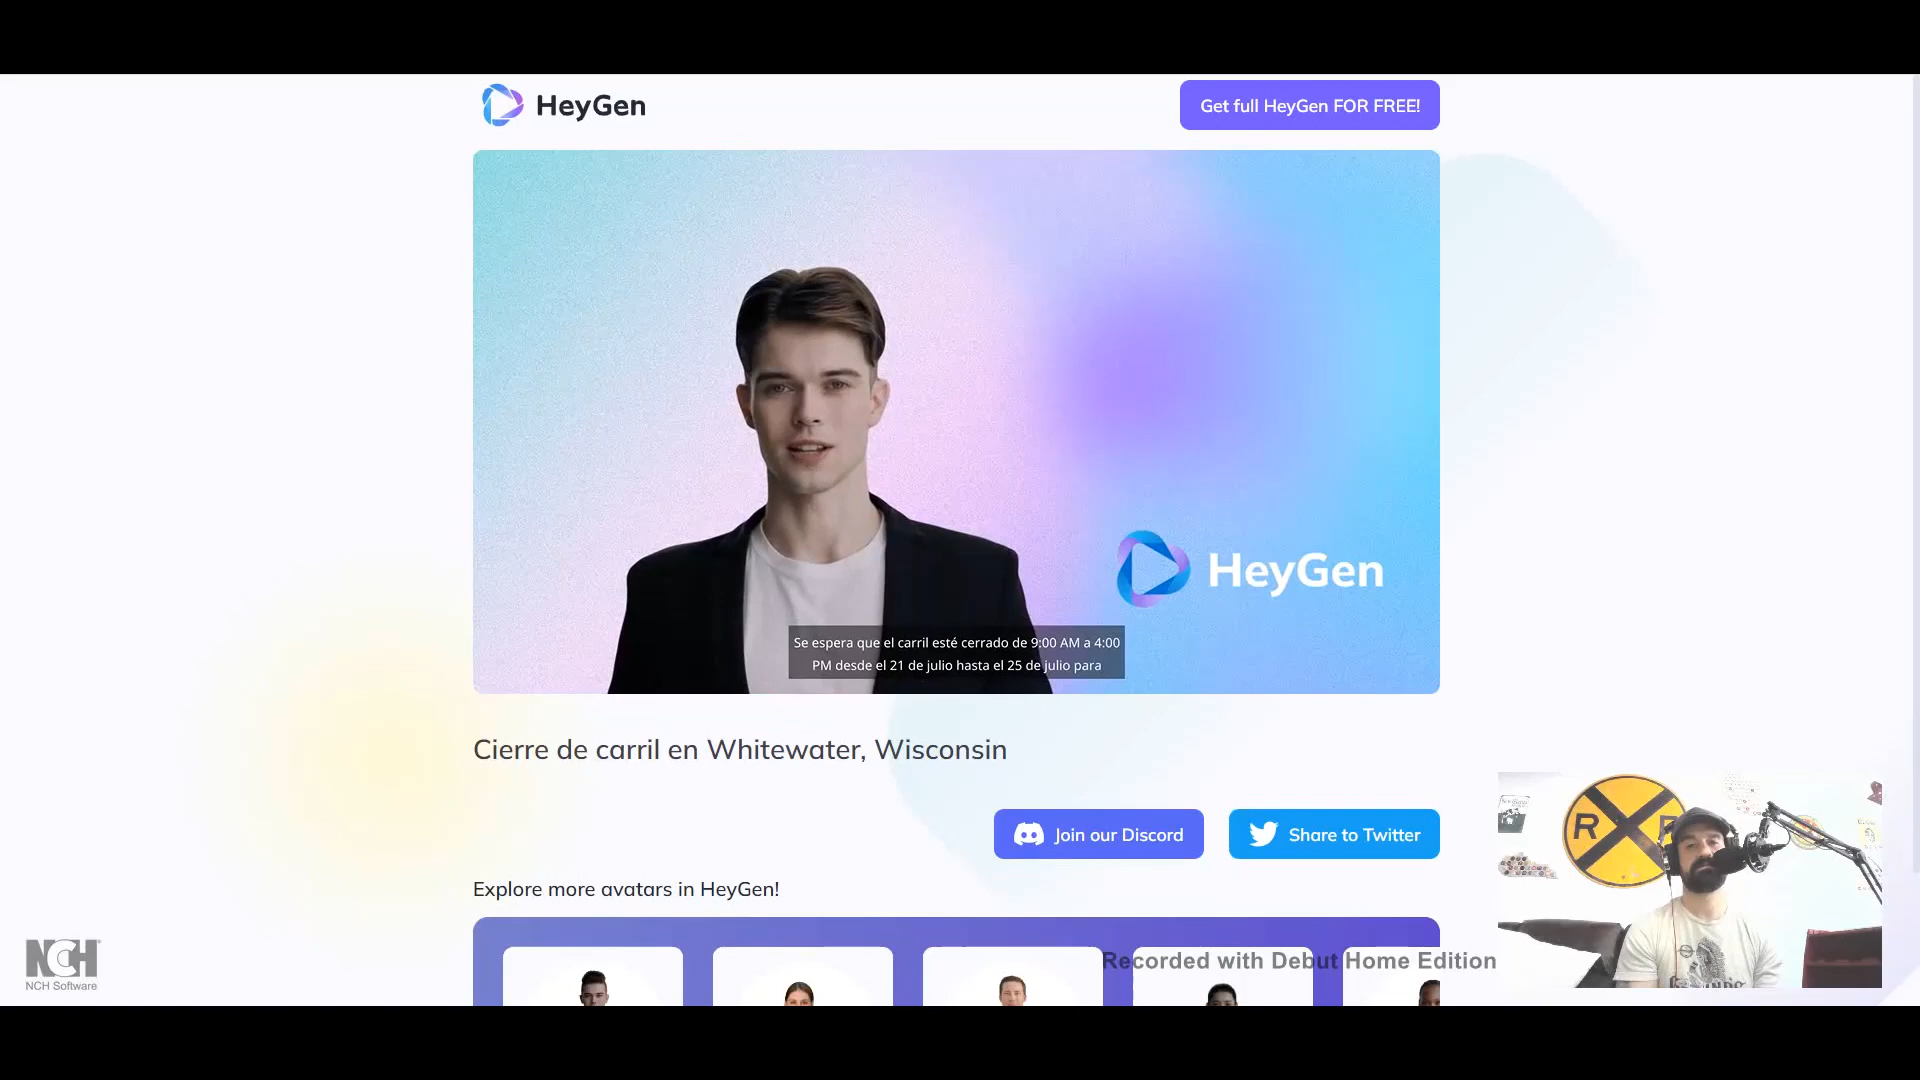 HeyGen
Get full HeyGen FOR FREE!
HeyGen
Se espera que el carril esté cerrado de 9:00 AM a 4:00
PM desde el 21 de julio hasta el 25 de julio para
Cierre de carril en Whitewater, Wisconsin
Join our Discord
Share to Twitter
Explore more avatars in HeyGen!
R R
NCH
NCH Software
Recorded with Debut Home Edition